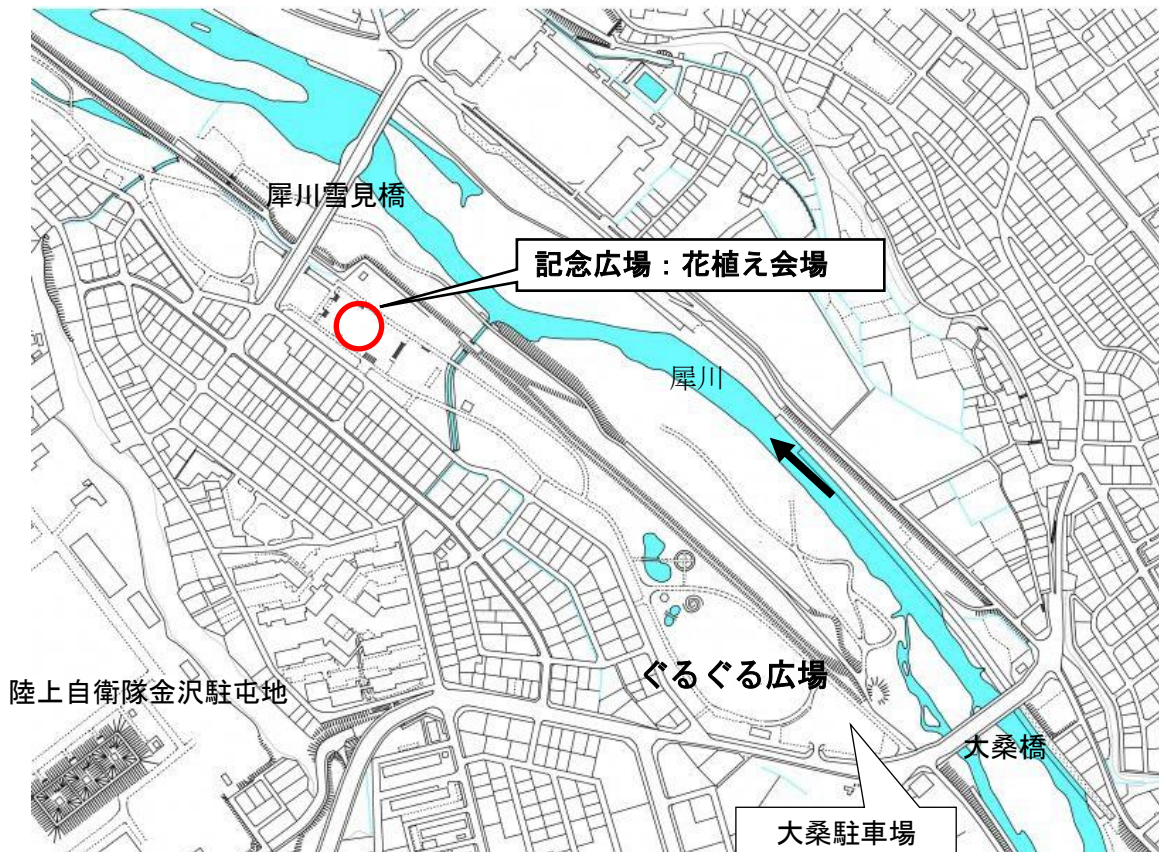 犀川雪見橋
記念広場：花植え会場
犀川
ぐるぐる広場
陸上自衛隊金沢駐屯地
大桑橋
大桑駐車場